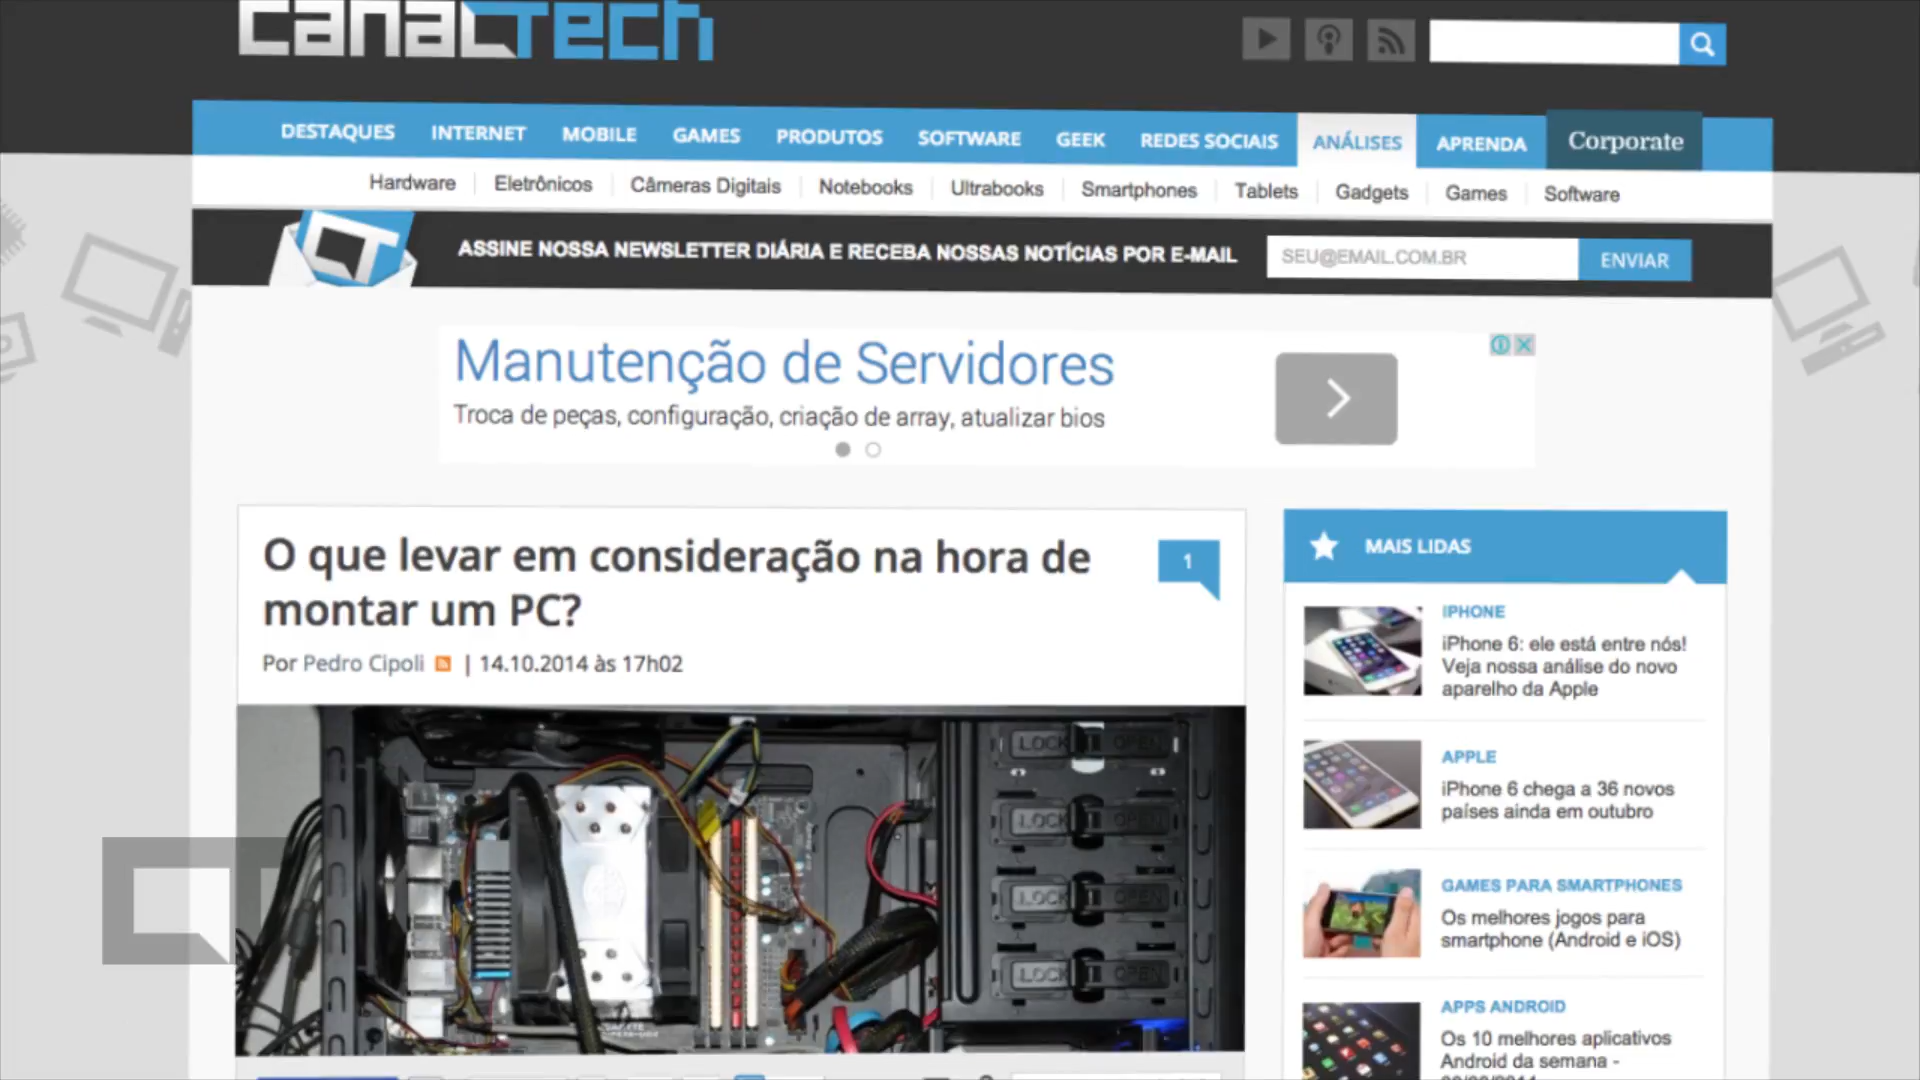 canalTech
DESTAQUES INTERNET MOBILE GAMES PRODUTOS SOFTWARE GEEK REDES SOCIAIS ANÁLISES APRENDA Corporate
Hardware Eletrônicos Câmeras Digitais Notebooks Ultrabooks Smartphones Tablets Gadgets Games Software
ASSINE NOSSA NEWSLETTER DIÁRIA E RECEBA NOSSAS NOTÍCIAS POR E-MAIL SEU@EMAIL.COM.BR ENVIAR
Manutenção de Servidores
Troca de peças, configuração, criação de array, atualizar bios
O que levar em consideração na hora de
montar um PC?
1
Por Pedro Cipoli | 14.10.2014 às 17h02
LOCK OPEN
LOCK OPEN
LOCK OPEN
LOCK OPEN
MAIS LIDAS
IPHONE
iPhone 6: ele está entre nós!
Veja nossa análise do novo
aparelho da Apple
APPLE
iPhone 6 chega a 36 novos
países ainda em outubro
GAMES PARA SMARTPHONES
Os melhores jogos para
smartphone (Android e iOS)
APPS ANDROID
Os 10 melhores aplicativos
Android da semana -